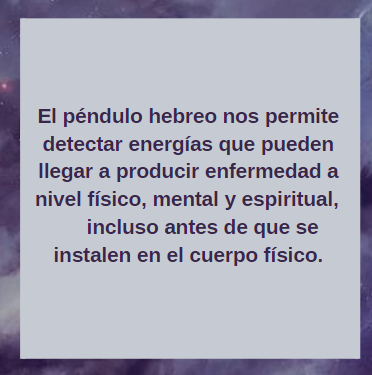 El péndulo hebreo nos permite
detectar energías que pueden
llegar a producir enfermedad a
nivel físico, mental y espiritual,
incluso antes de que se
instalen en el cuerpo físico.